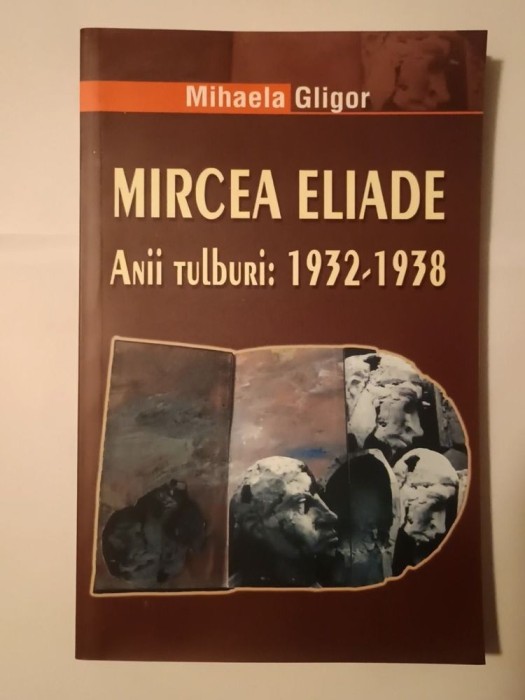 Mihaela Gligor
MIRCEA ELIADE
ANii TulbuRi: 1932-1938